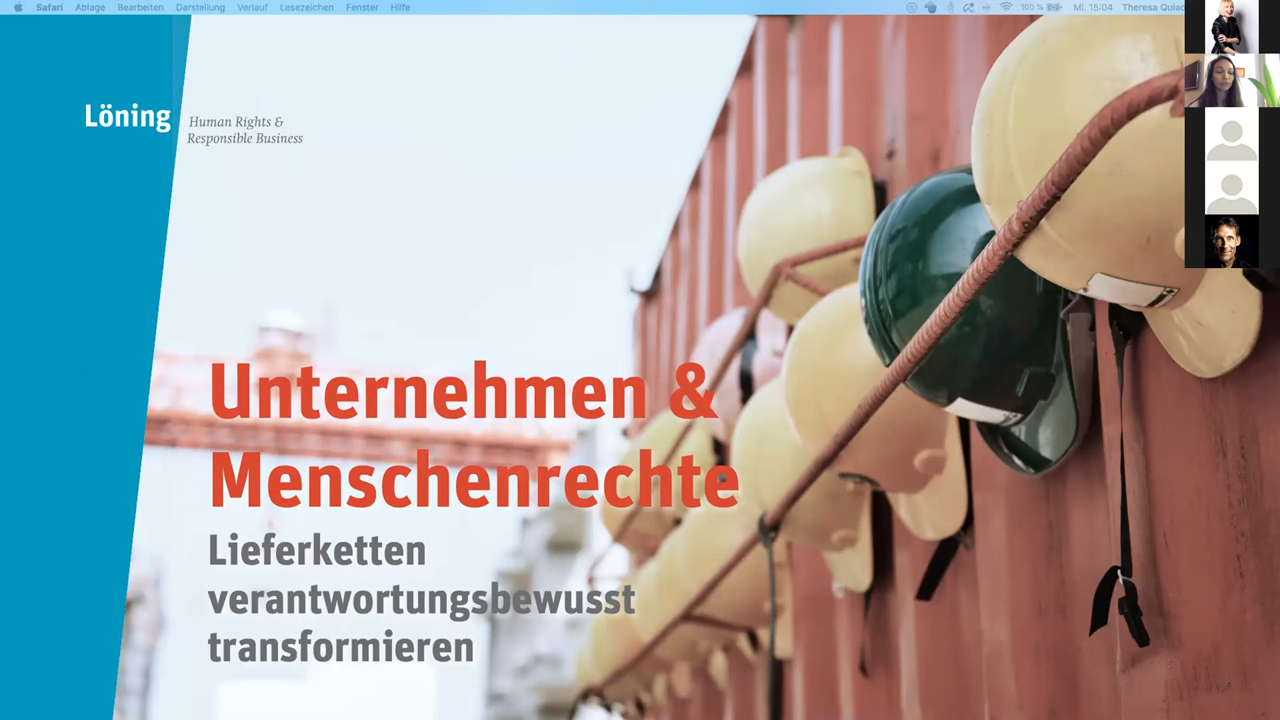 Safari Ablage Bearbeiten Darstellung Verlauf Lesezeichen Fenster Hilfe 100 % Mi. 15:04 Theresa
Löning
Human Rights &
Responsible Business
Unternehmen &
Menschenrechte
Lieferketten
verantwortungsbewusst
transformieren